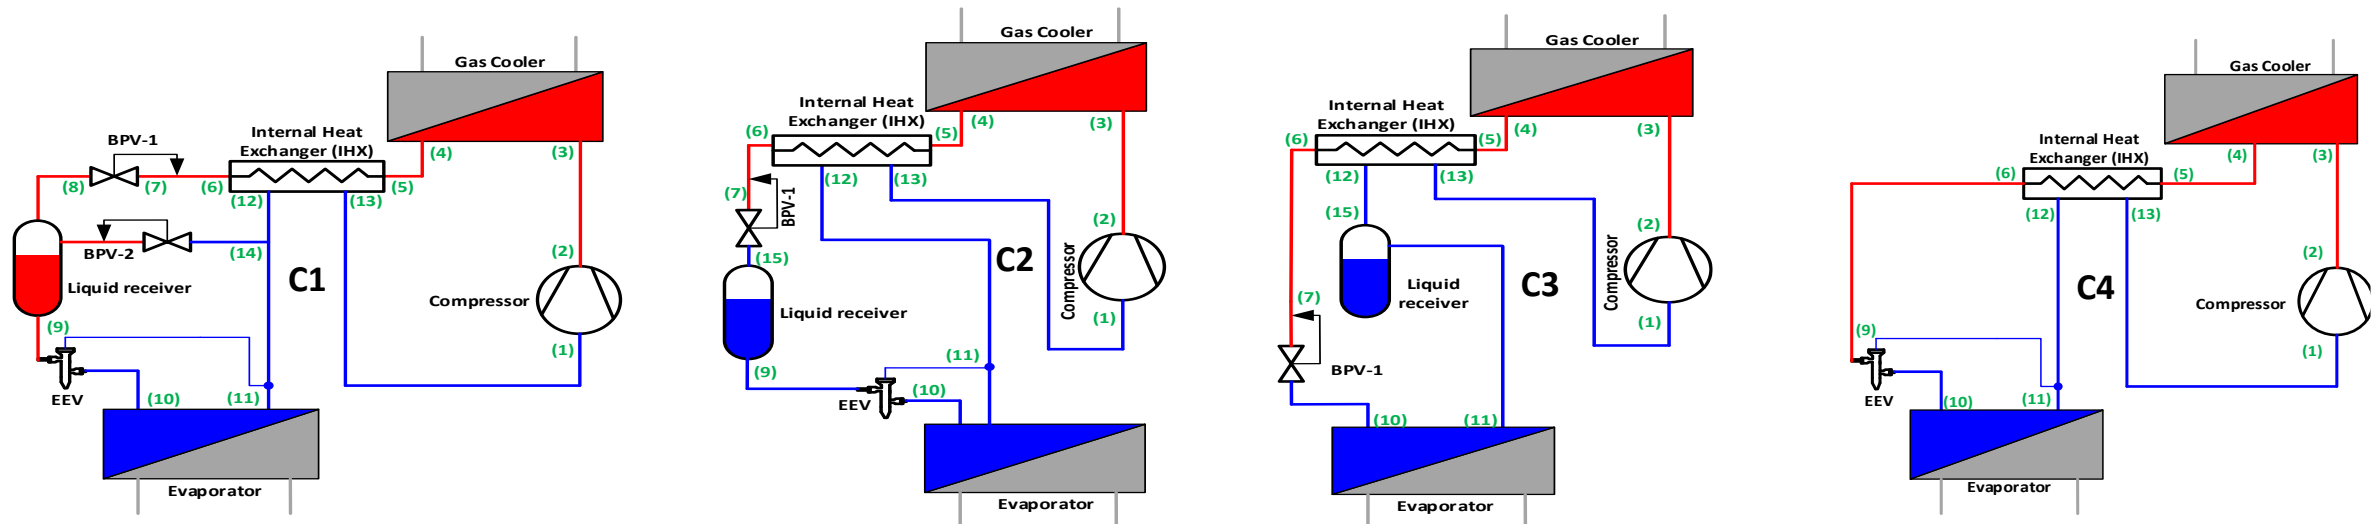 Gas Cooler
Internal Heat
Exchanger (IHX)
BPV-1
(4)
(3)
(8)
(7)
(6)
(5)
(12)
(13)
BPV-2
(14)
(2)
C1
Liquid receiver
Compressor
(9)
(1)
EEV
(10)
(11)
Evaporator
Gas Cooler
Internal Heat
Exchanger (IHX)
(4)
(3)
(6)
(5)
(12)
(13)
(7)
BPV-1
(2)
(15)
C2
Compressor
Liquid receiver
(1)
(11)
(9)
(10)
EEV
Evaporator
Gas Cooler
Internal Heat
Exchanger (IHX)
(4)
(3)
(6)
(5)
(12)
(13)
(15)
(2)
C3
Compressor
Liquid
receiver
(7)
(1)
BPV-1
(10)
(11)
Evaporator
Gas Cooler
Internal Heat
Exchanger (IHX)
(4)
(3)
(6)
(5)
(12)
(13)
(2)
C4
Compressor
(9)
(1)
EEV
(10)
(11)
Evaporator